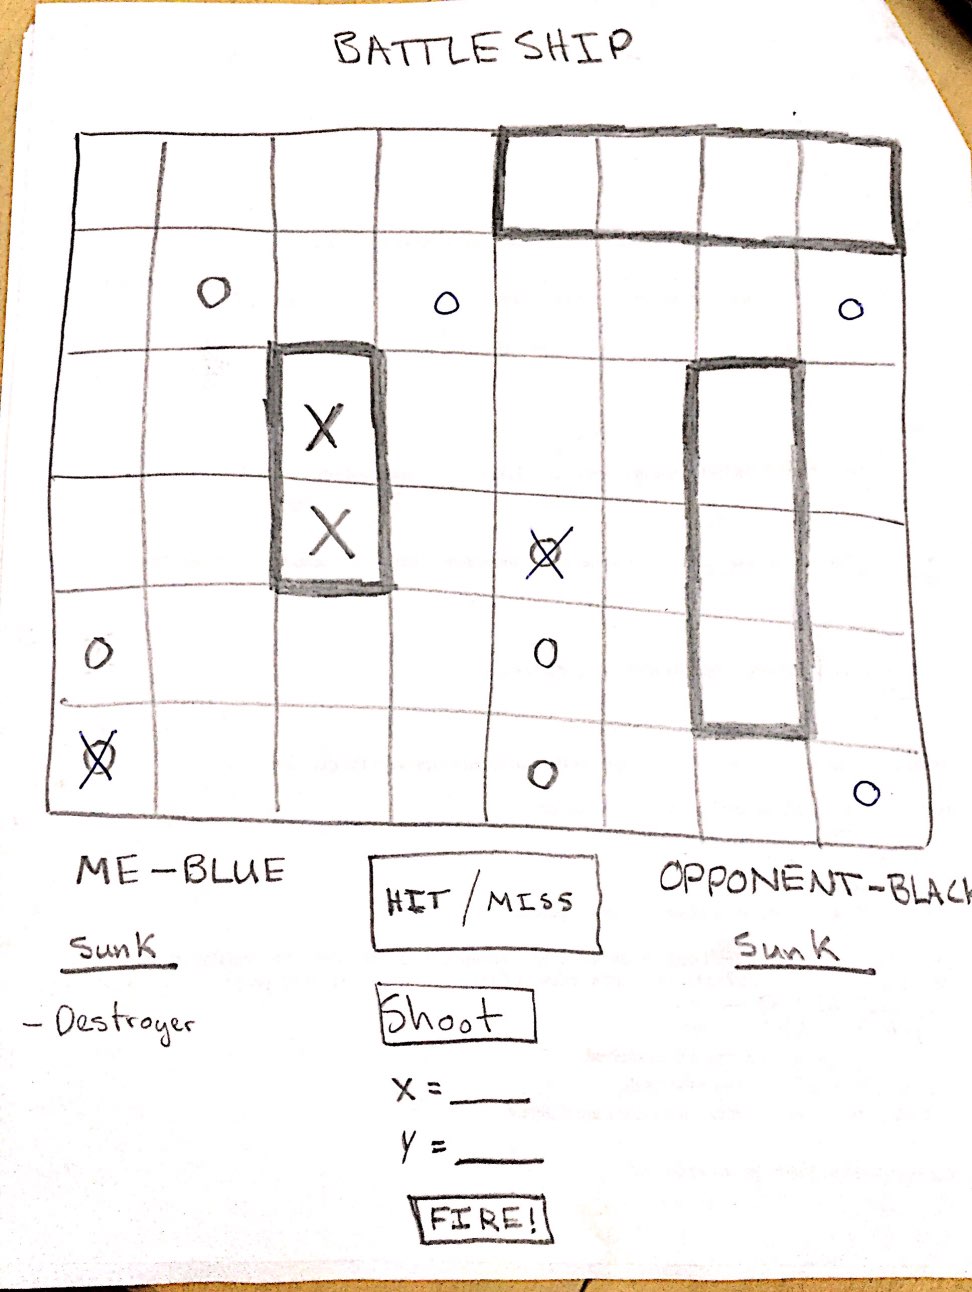 BATTLESHIP
O O O
X
X X
O O
X O O
ME - BLUE HIT / MISS OPPONENT - BLACK
Sunk Sunk
- Destroyer Shoot
X = ____
Y = ____
FIRE!